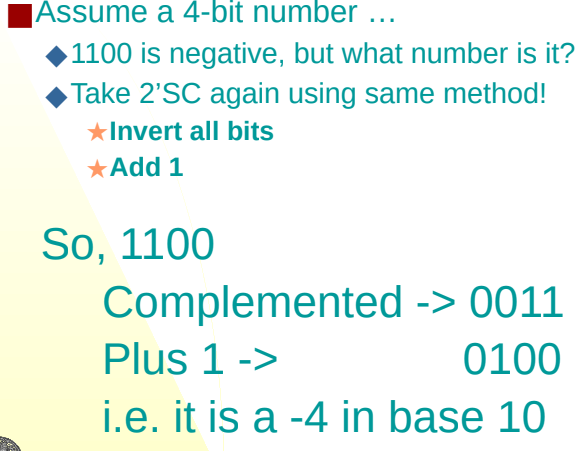 Assume a 4-bit number …
1100 is negative, but what number is it?
Take 2'SC again using same method!
Invert all bits
Add 1
So, 1100
Complemented -> 0011
Plus 1 -> 0100
i.e. it is a -4 in base 10